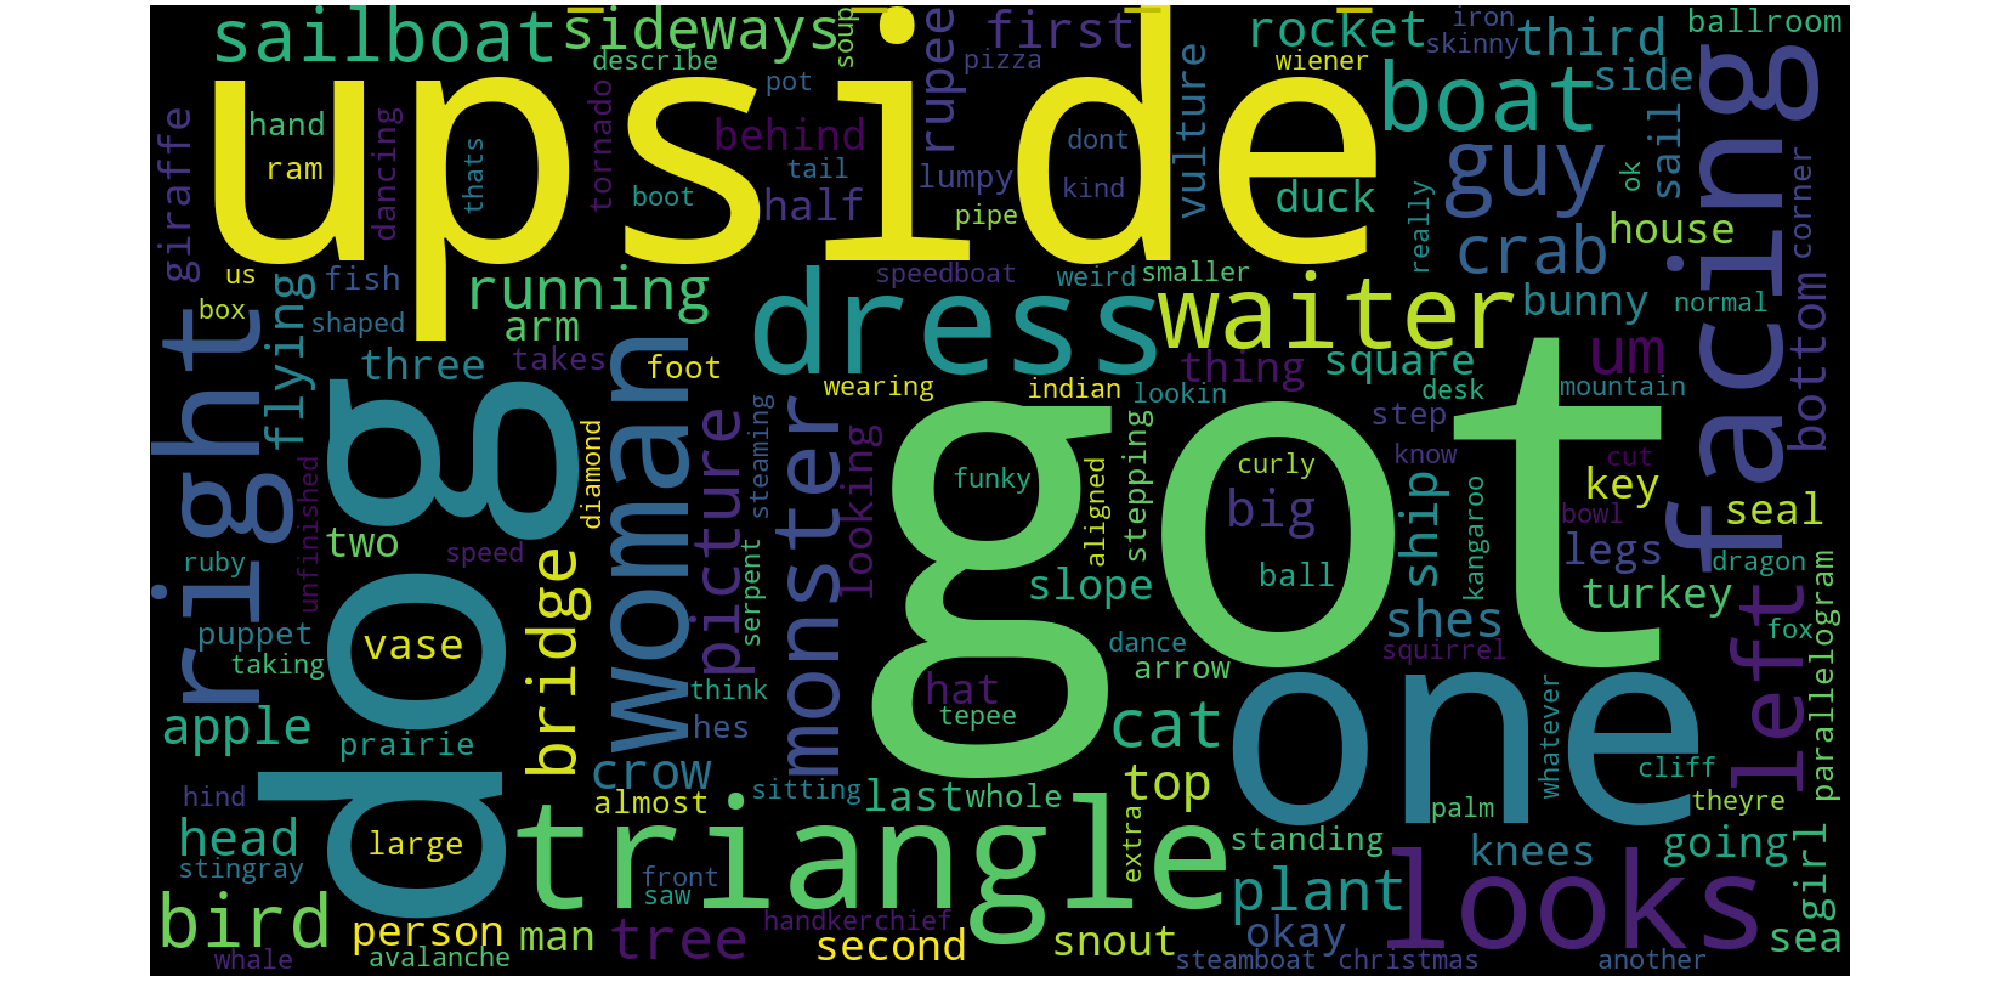 sailboat
sideways
soup
rupee
first
pizza
rocket
iron
skinny
third
ballroom
describe
wiener
upside
pot
vulture
boat
side
facing
giraffe
hand
ram
dancing
thats
tornado
boot
behind
tail
half
lumpy
pipe
dont
kind
duck
guy
sail
ok
really
house
corner
crab
us
box
fish
shaped
flying
running
arm
speedboat
weird
smaller
dress
waiter
bunny
normal
bottom
right
three
takes
foot
wearing
indian
lookin
thing
square
desk
um
mountain
dog
woman
diamond
picture
steaming
monster
looking
got
funky
aligned
stepping
curly
big
step
know
cut
key
seal
unfinished
ruby
two
speed
bridge
serpent
slope
ball
ship
kangaroo
bowl
legs
dragon
turkey
left
parallelogram
puppet
taking
vase
think
hes
hat
tepee
dance
arrow
shes
squirrel
fox
apple
prairie
crow
cat
one
whatever
cliff
theyre
hind
almost
sitting
last
whole
top
palm
head
stingray
large
triangle
extra
standing
knees
going
girl
front
saw
plant
looks
bird
whale
person
avalanche
man
tree
handkerchief
second
snout
okay
steamboat
christmas
another
sea